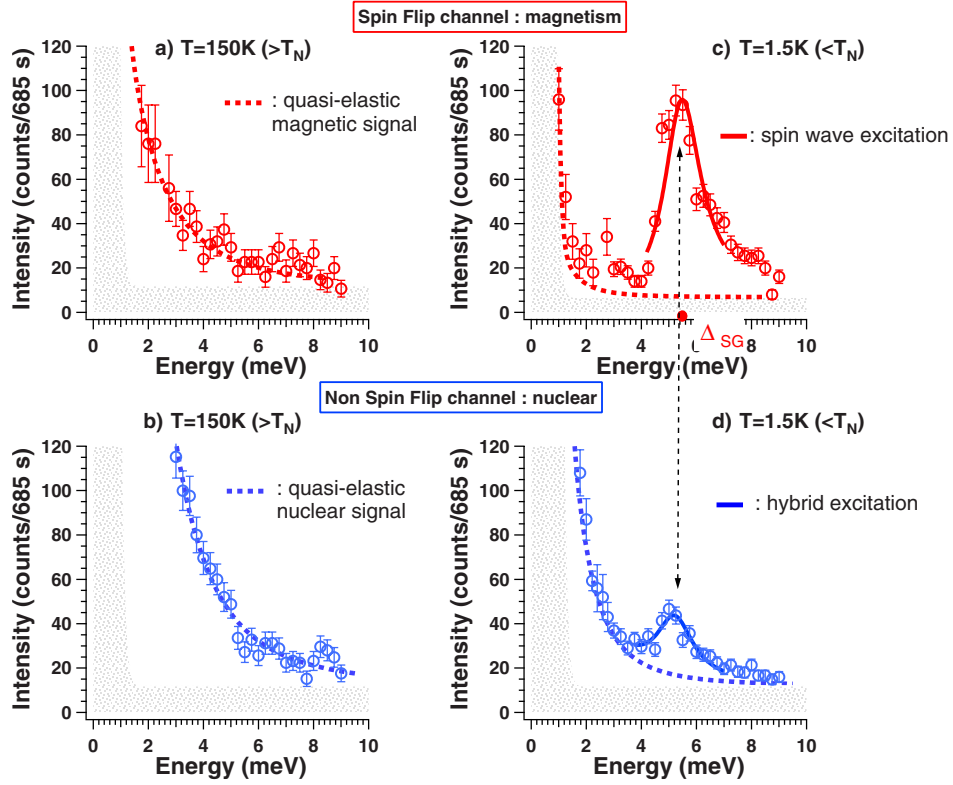 Spin Flip channel : magnetism
a) T=150K (>T_N)
c) T=1.5K (<T_N)
120
100
80
60
40
20
0
Intensity (counts/685 s)
: quasi-elastic
magnetic signal
0 2 4 6 8 10
Energy (meV)
120
100
80
60
40
20
0
Intensity (counts/685 s)
: spin wave excitation
Δ SG
0 2 4 8 10
Energy (meV)
Non Spin Flip channel : nuclear
b) T=150K (>T_N)
d) T=1.5K (<T_N)
120
100
80
60
40
20
0
Intensity (counts/685 s)
: quasi-elastic
nuclear signal
0 2 4 6 8 10
Energy (meV)
120
100
80
60
40
20
0
Intensity (counts/685 s)
: hybrid excitation
0 2 4 6 8 10
Energy (meV)